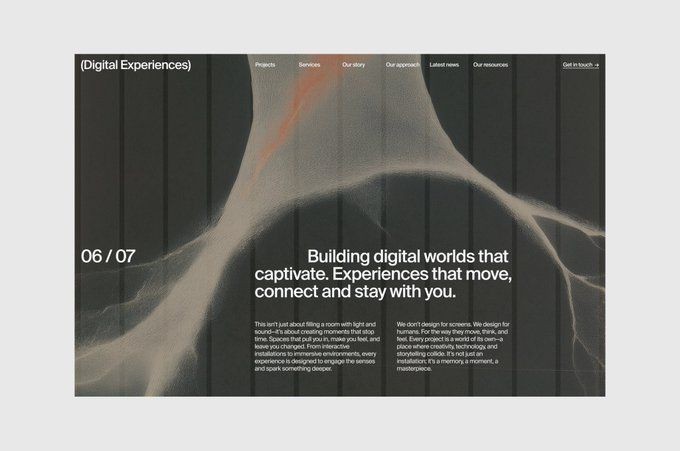 (Digital Experiences)
Projects
Services
Our story
Our approach
Latest news
Our resources
Get in touch →
06 / 07
Building digital worlds that
captivate. Experiences that move,
connect and stay with you.
This isn't just about filling a room with light and
sound—it's about creating moments that stop
time. Spaces that pull you in, make you feel, and
leave you changed. From interactive
installations to immersive environments, every
experience is designed to engage the senses
and spark something deeper.
We don't design for screens. We design for
humans. For the way they move, think, and
feel. Every project is a world of its own—a
place where creativity, technology, and
storytelling collide. It's not just an
installation; it's a memory, a moment, a
masterpiece.